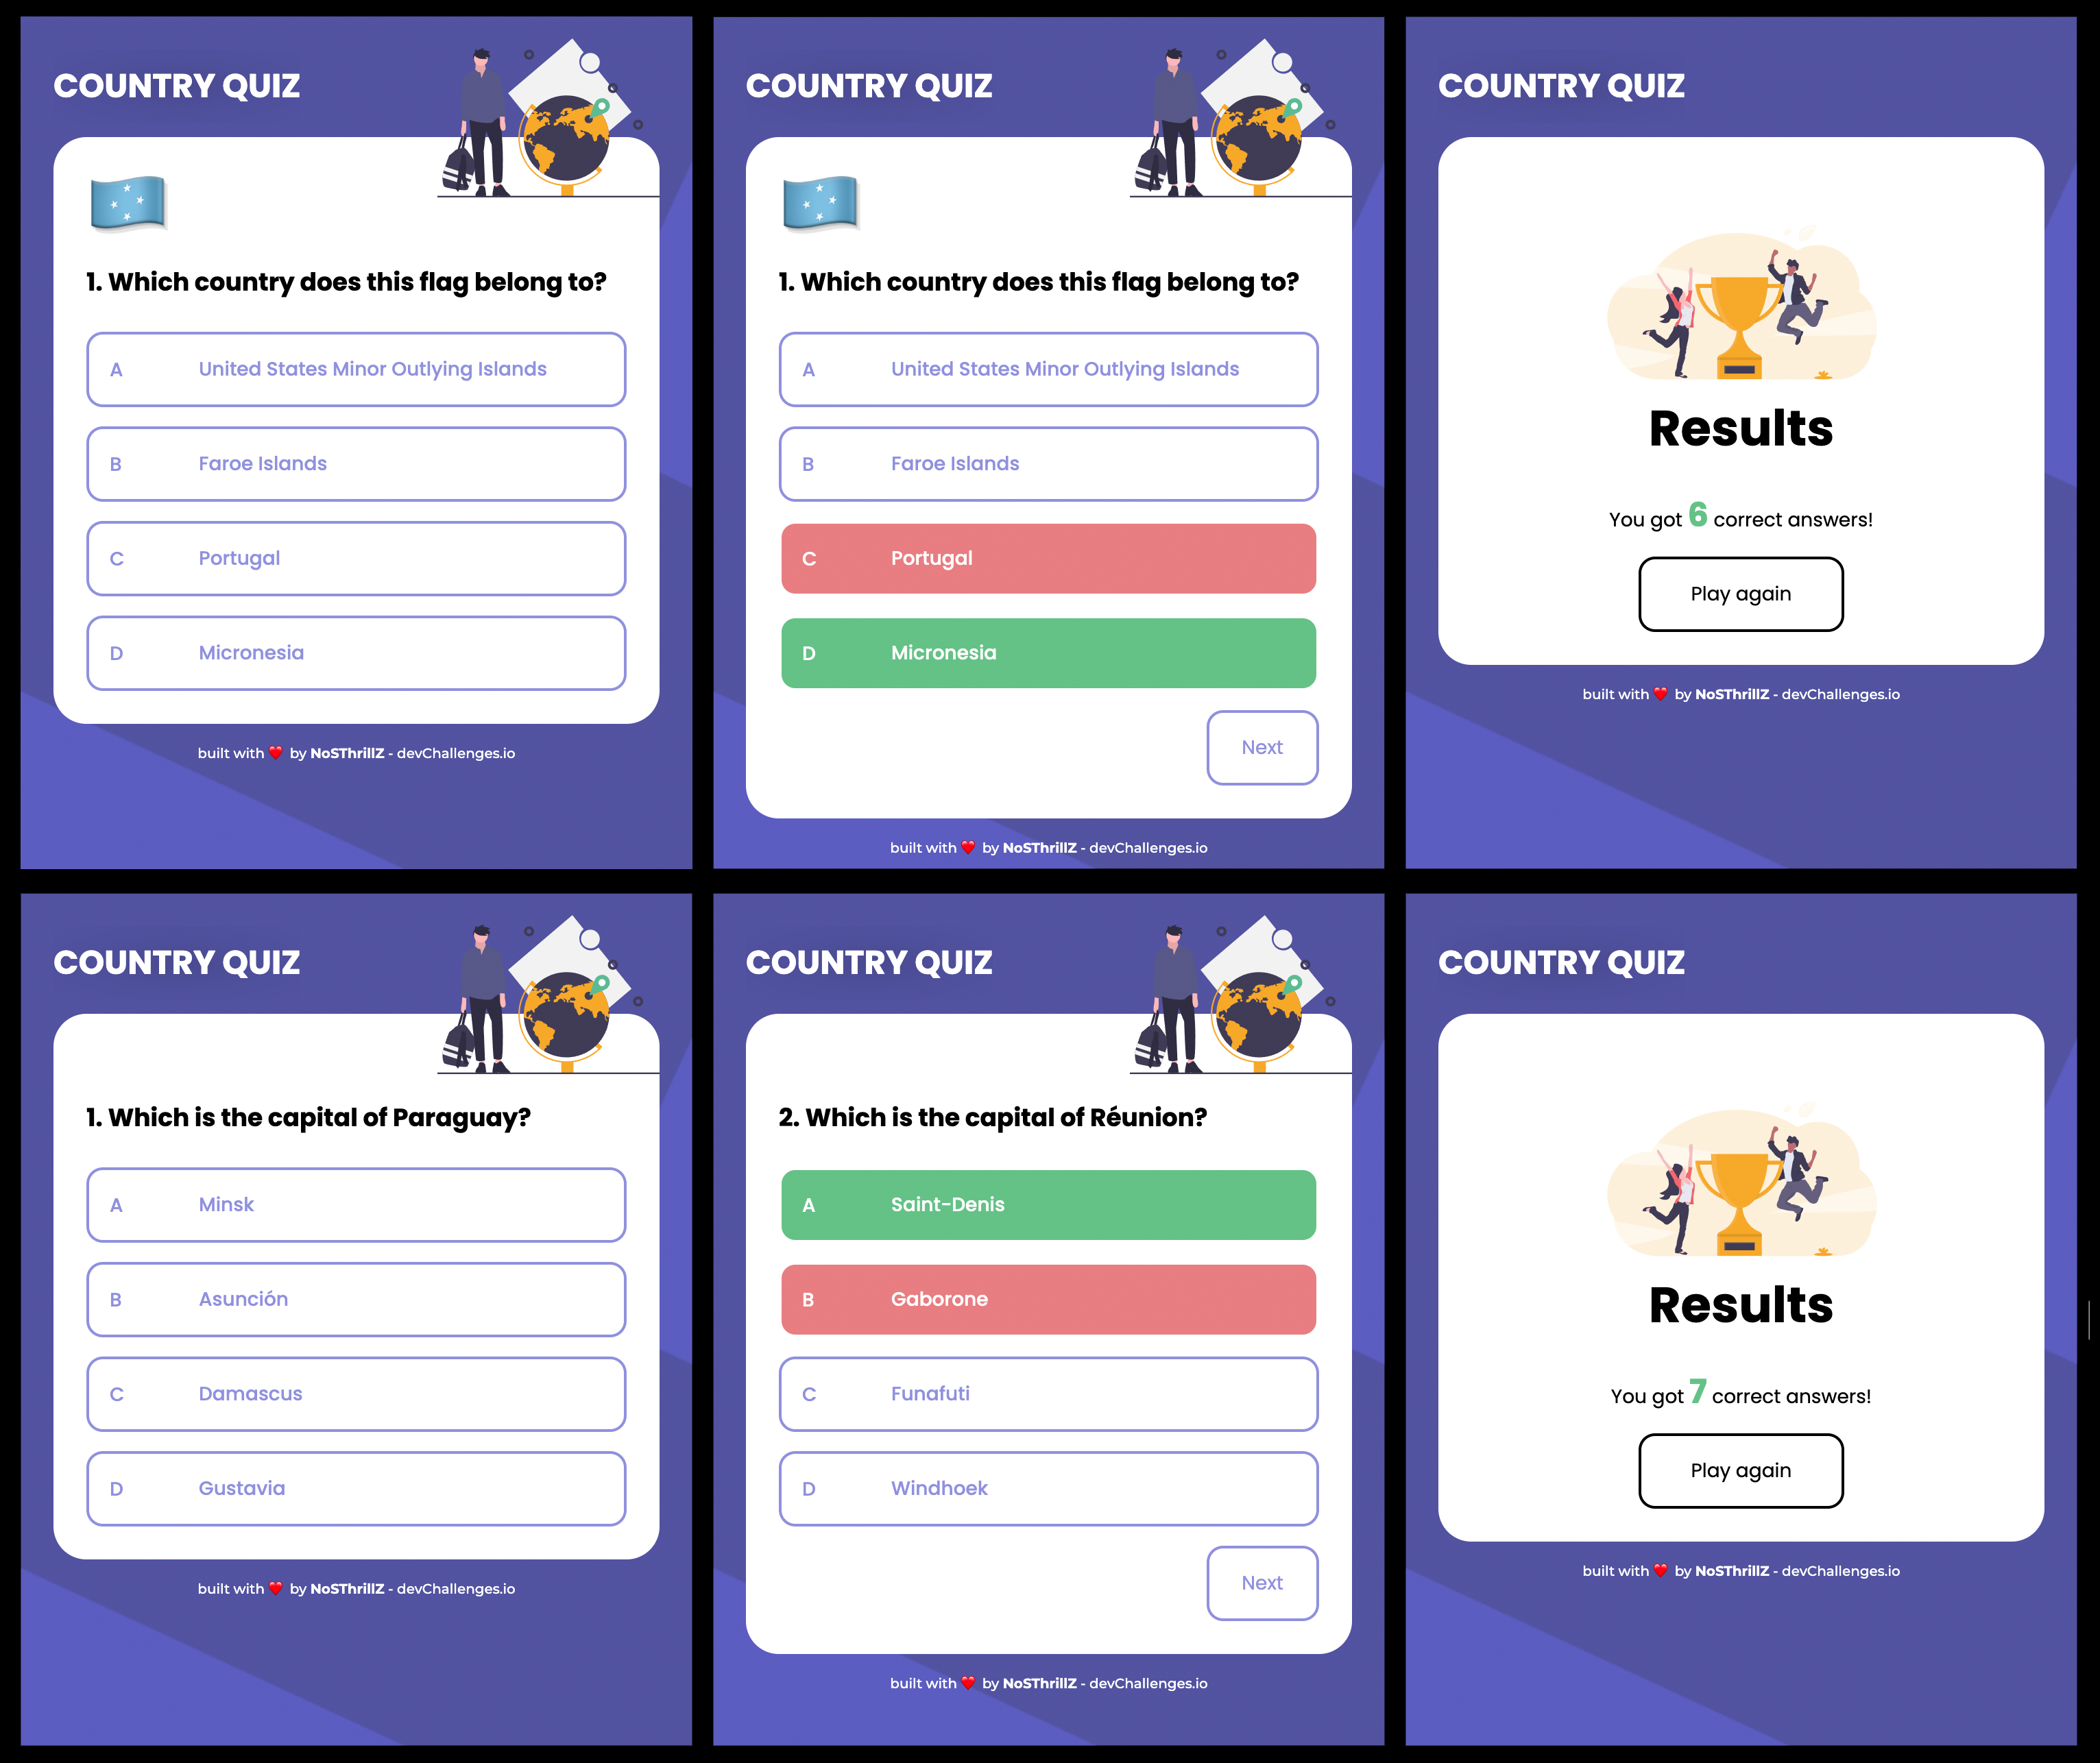 COUNTRY QUIZ
1. Which country does this flag belong to?
A United States Minor Outlying Islands
B Faroe Islands
C Portugal
D Micronesia
built with ❤️ by NoSThrillZ - devChallenges.io
COUNTRY QUIZ
1. Which country does this flag belong to?
A United States Minor Outlying Islands
B Faroe Islands
C Portugal
D Micronesia
Next
built with ❤️ by NoSThrillZ - devChallenges.io
COUNTRY QUIZ
Results
You got 6 correct answers!
Play again
built with ❤️ by NoSThrillZ - devChallenges.io
COUNTRY QUIZ
1. Which is the capital of Paraguay?
A Minsk
B Asunción
C Damascus
D Gustavia
built with ❤️ by NoSThrillZ - devChallenges.io
COUNTRY QUIZ
2. Which is the capital of Réunion?
A Saint-Denis
B Gaborone
C Funafuti
D Windhoek
Next
built with ❤️ by NoSThrillZ - devChallenges.io
COUNTRY QUIZ
Results
You got 7 correct answers!
Play again
built with ❤️ by NoSThrillZ - devChallenges.io